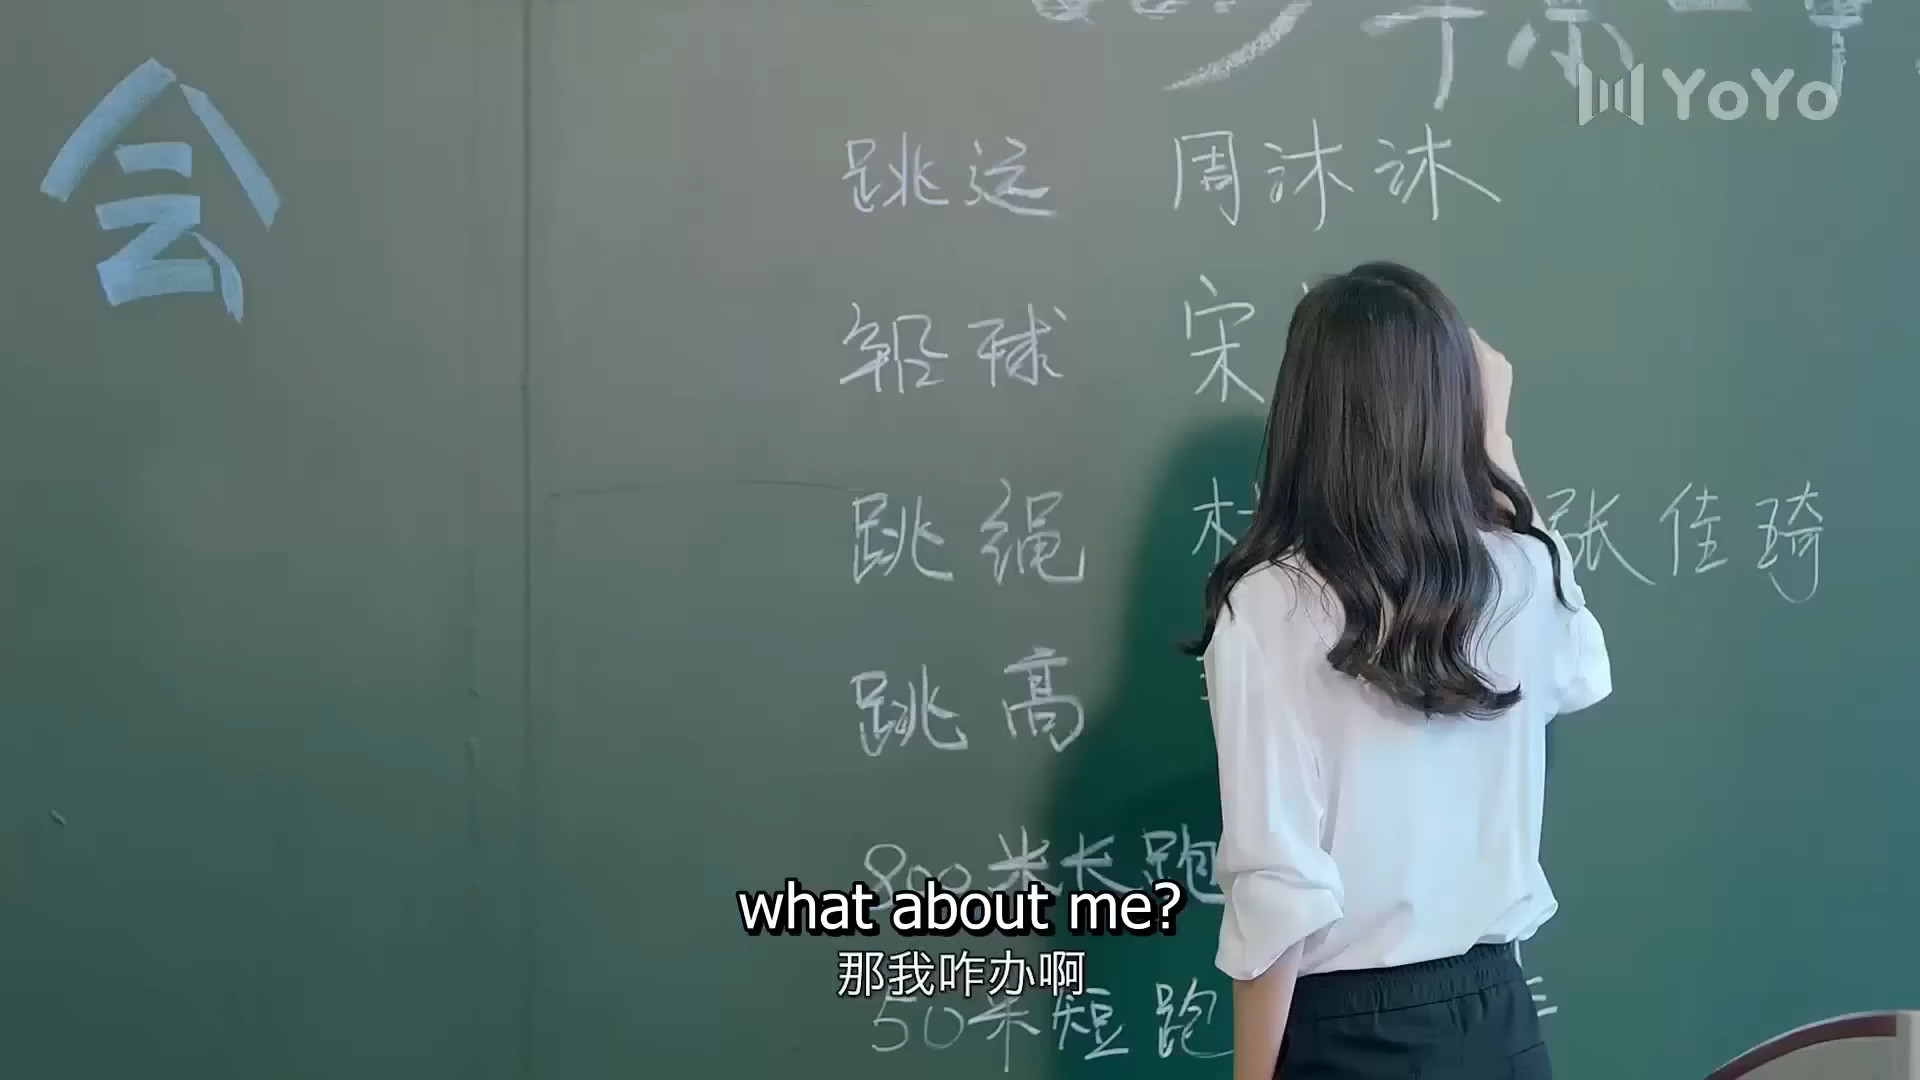 YoYo
会
跳远 周沐沐
铅球 宋
跳绳 张佳琦
跳高
800米长跑
what about me?
那我咋办啊
50米短跑